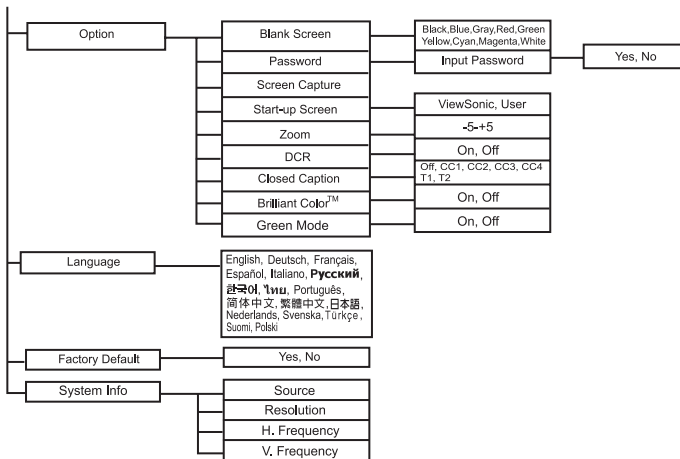 Option
Blank Screen
Black,Blue,Gray,Red,Green
Yellow,Cyan,Magenta,White
Password
Input Password
Yes, No
Screen Capture
Start-up Screen
ViewSonic, User
Zoom
-5-+5
DCR
On, Off
Closed Caption
Off, CC1, CC2, CC3, CC4
T1, T2
Brilliant Color™
On, Off
Green Mode
On, Off
Language
English, Deutsch, Français,
Español, Italiano, Русский,
한국어, ไทย, Português,
简体中文, 繁體中文, 日本語,
Nederlands, Svenska, Türkçe,
Suomi, Polski
Factory Default
Yes, No
System Info
Source
Resolution
H. Frequency
V. Frequency